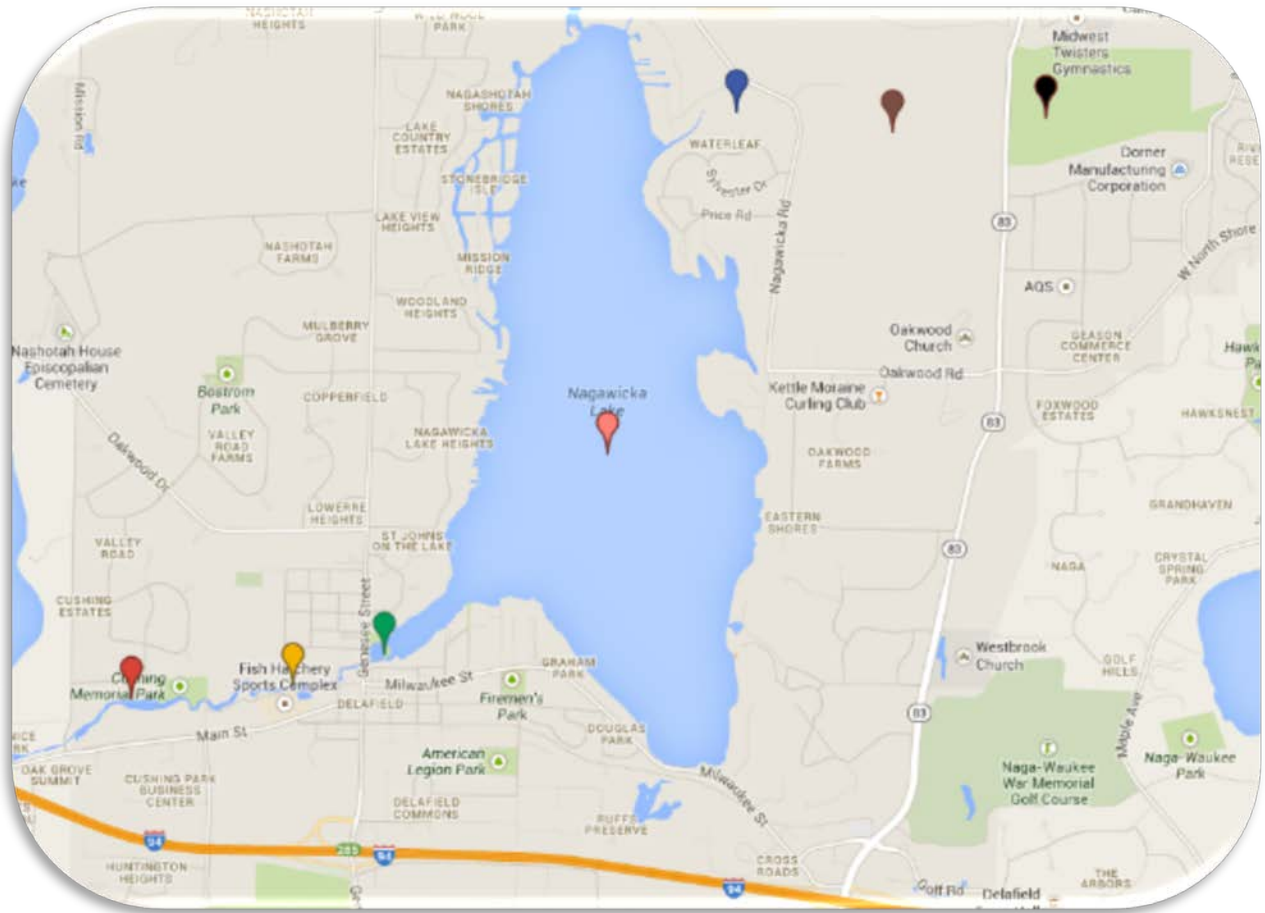 NASHOTAH
HEIGHTS
WILDWOOD
PARK
Midwest
Twisters
Gymnastics
Mission Rd
NAGASHOTAH
SHORES
LAKE
COUNTRY
ESTATES
WATERLEAF
Dorner
Manufacturing
Corporation
STONEBRIDGE
ISLE
Sylvester Dr
Price Rd
LAKE VIEW
HEIGHTS
83
Nagawicka Rd
W North Shore
NASHOTAH
FARMS
MISSION
RIDGE
AQS
WOODLAND
HEIGHTS
MULBERRY
GROVE
Oakwood
Church
GEASON
COMMERCE
CENTER
Nashotah House
Episcopalian
Cemetery
Oakwood Rd
Bostrom
Park
COPPERFIELD
Nagawicka
Lake
Kettle Moraine
Curling Club
FOXWOOD
ESTATES
HAWKSNEST
83
VALLEY
ROAD
FARMS
NAGAWICKA
LAKE HEIGHTS
Oakwood Dr
OAKWOOD
FARMS
LOWERRE
HEIGHTS
GRANDHAVEN
EASTERN
SHORES
ST JOHNS
ON THE LAKE
VALLEY
ROAD
83
NAGA
CRYSTAL
SPRING
PARK
CUSHING
ESTATES
Genesee Street
Westbrook
Church
GOLF
HILLS
Cushing
Memorial Park
Fish Hatchery
Sports Complex
Milwaukee St
GRAHAM
PARK
Firemen's
Park
DELAFIELD
83
Maple Ave
Main St
DOUGLAS
PARK
American
Legion Park
Naga-Waukee
War Memorial
Golf Course
Naga-Waukee
Park
OAK GROVE
SUMMIT
CUSHING PARK
BUSINESS
CENTER
Milwaukee St
DELAFIELD
COMMONS
RUFFS
PRESERVE
94
285
94
CROSS
ROADS
HUNTINGTON
HEIGHTS
94
Golf Rd
Delafield
THE
ARBORS